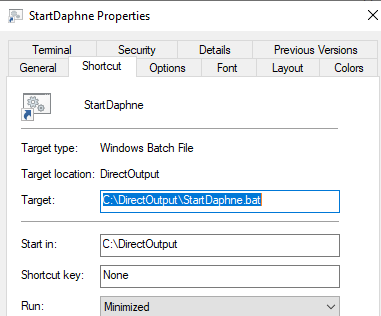 StartDaphne Properties
Terminal Security Details Previous Versions
General Shortcut Options Font Layout Colors
StartDaphne
Target type: Windows Batch File
Target location: DirectOutput
Target: C:\DirectOutput\StartDaphne.bat
Start in: C:\DirectOutput
Shortcut key: None
Run: Minimized